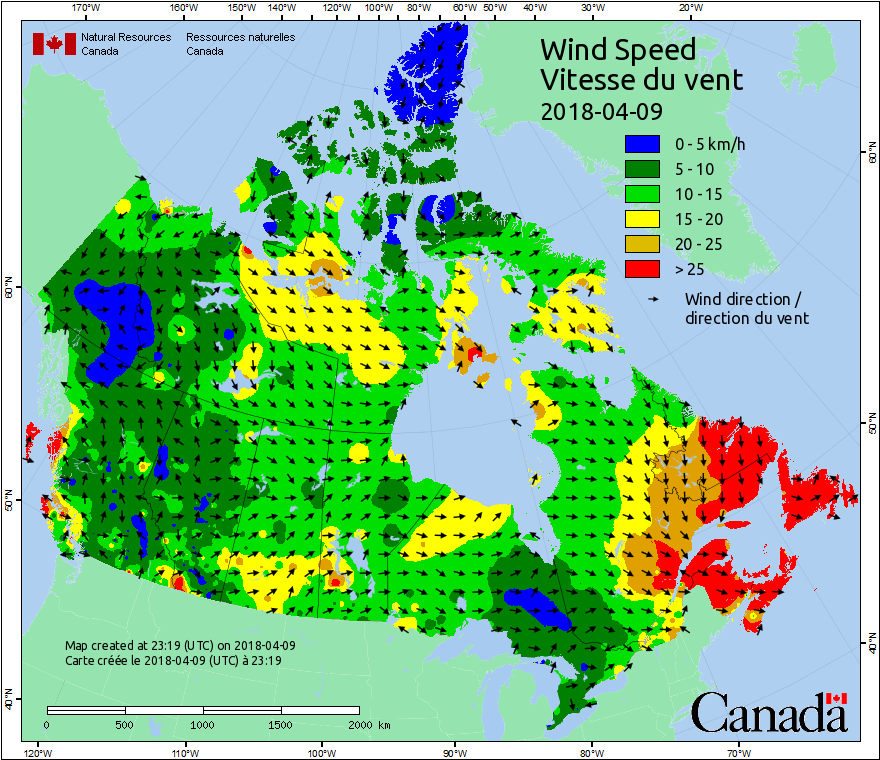 170°W 160°W 150°W 140°W 130°W 120°W 110°W 100°W 90°W 80°W 70°W 60°W 50°W 40°W 30°W 20°W
Natural Resources Ressources naturelles
Canada Canada
Wind Speed
Vitesse du vent
2018-04-09
0 - 5 km/h
5 - 10
10 - 15
15 - 20
20 - 25
> 25
Wind direction /
direction du vent
60°N
60°N
50°N
50°N
40°N
40°N
Map created at 23:19 (UTC) on 2018-04-09
Carte créée le 2018-04-09 (UTC) à 23:19
0 500 1000 1500 2000 km
Canada
120°W 110°W 100°W 90°W 80°W 70°W